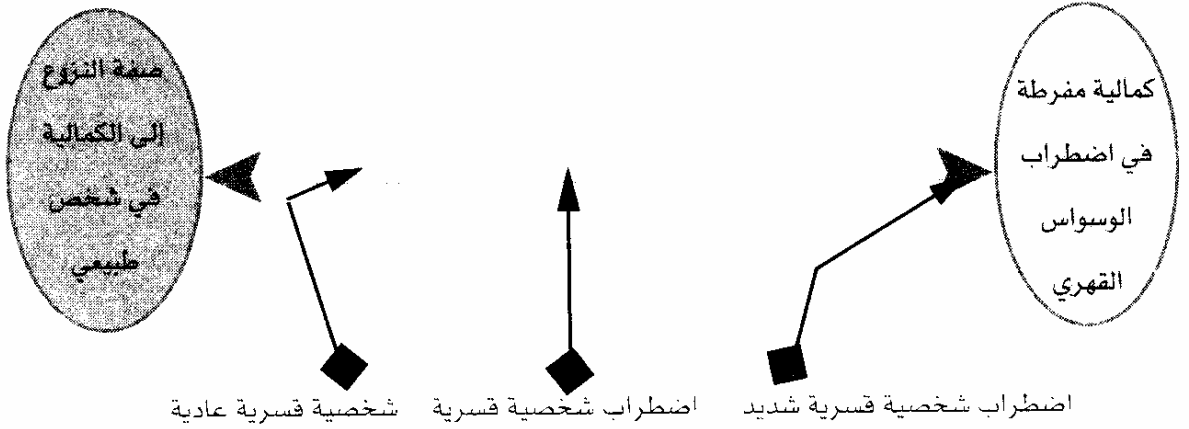 كمالية مفرطة
في اضطراب
الوسواس
القهري
صفة النزوع
إلى الكمالية
في شخص
طبيعي
اضطراب شخصية قسرية شديد
اضطراب شخصية قسرية
شخصية قسرية عادية